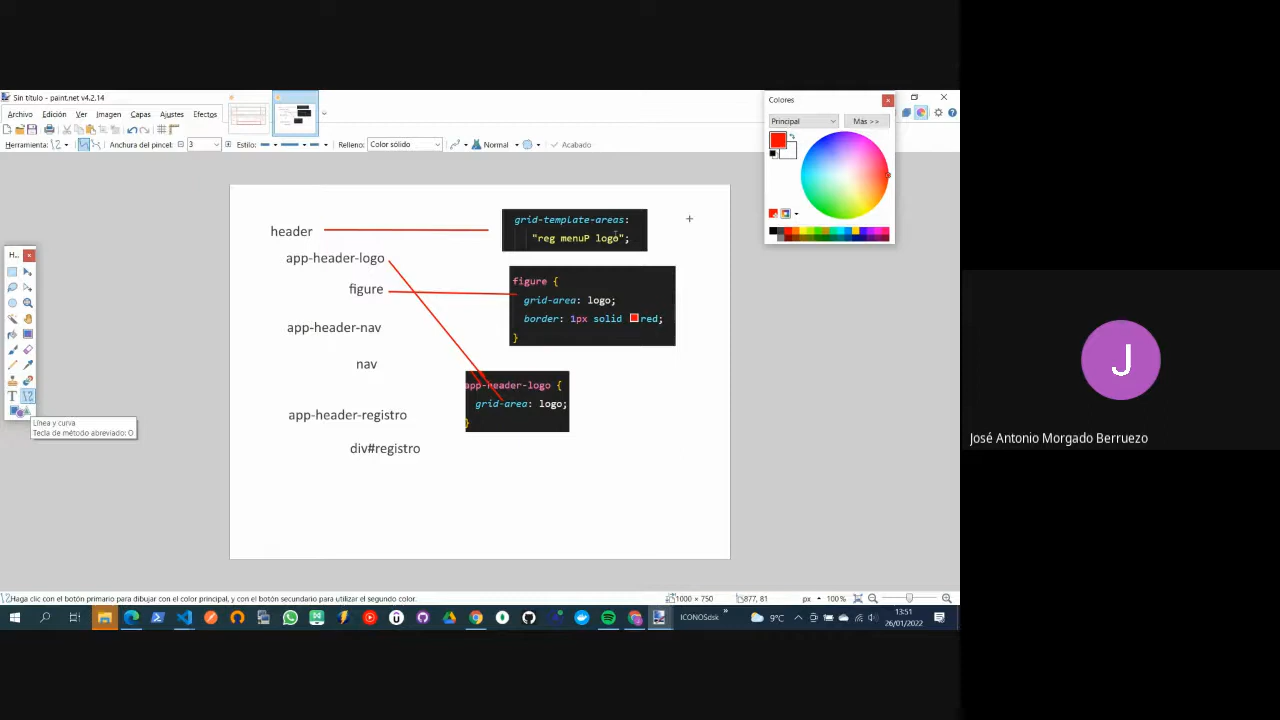 Sin título - paint.net v4.2.14
Archivo Edición Ver Imagen Capas Ajustes Efectos
Herramienta: Anchura del pincel: 3 Estilo: Relleno: Color sólido Normal Acabado
Colores
Principal Más >>
header
app-header-logo
figure
app-header-nav
nav
app-header-registro
div#registro
grid-template-areas:
"reg menuP logo";
figure {
grid-area: logo;
border: 1px solid red;
}
app-header-logo {
grid-area: logo;
}
H...
T
Línea y curva
Tecla de método abreviado: O
J
José Antonio Morgado Berruezo
Haga clic con el botón primario para dibujar con el color principal, y con el botón secundario para utilizar el segundo color.
1000 × 750 877, 81 px 100%
ICONOSdsk » 9°C 13:51
26/01/2022